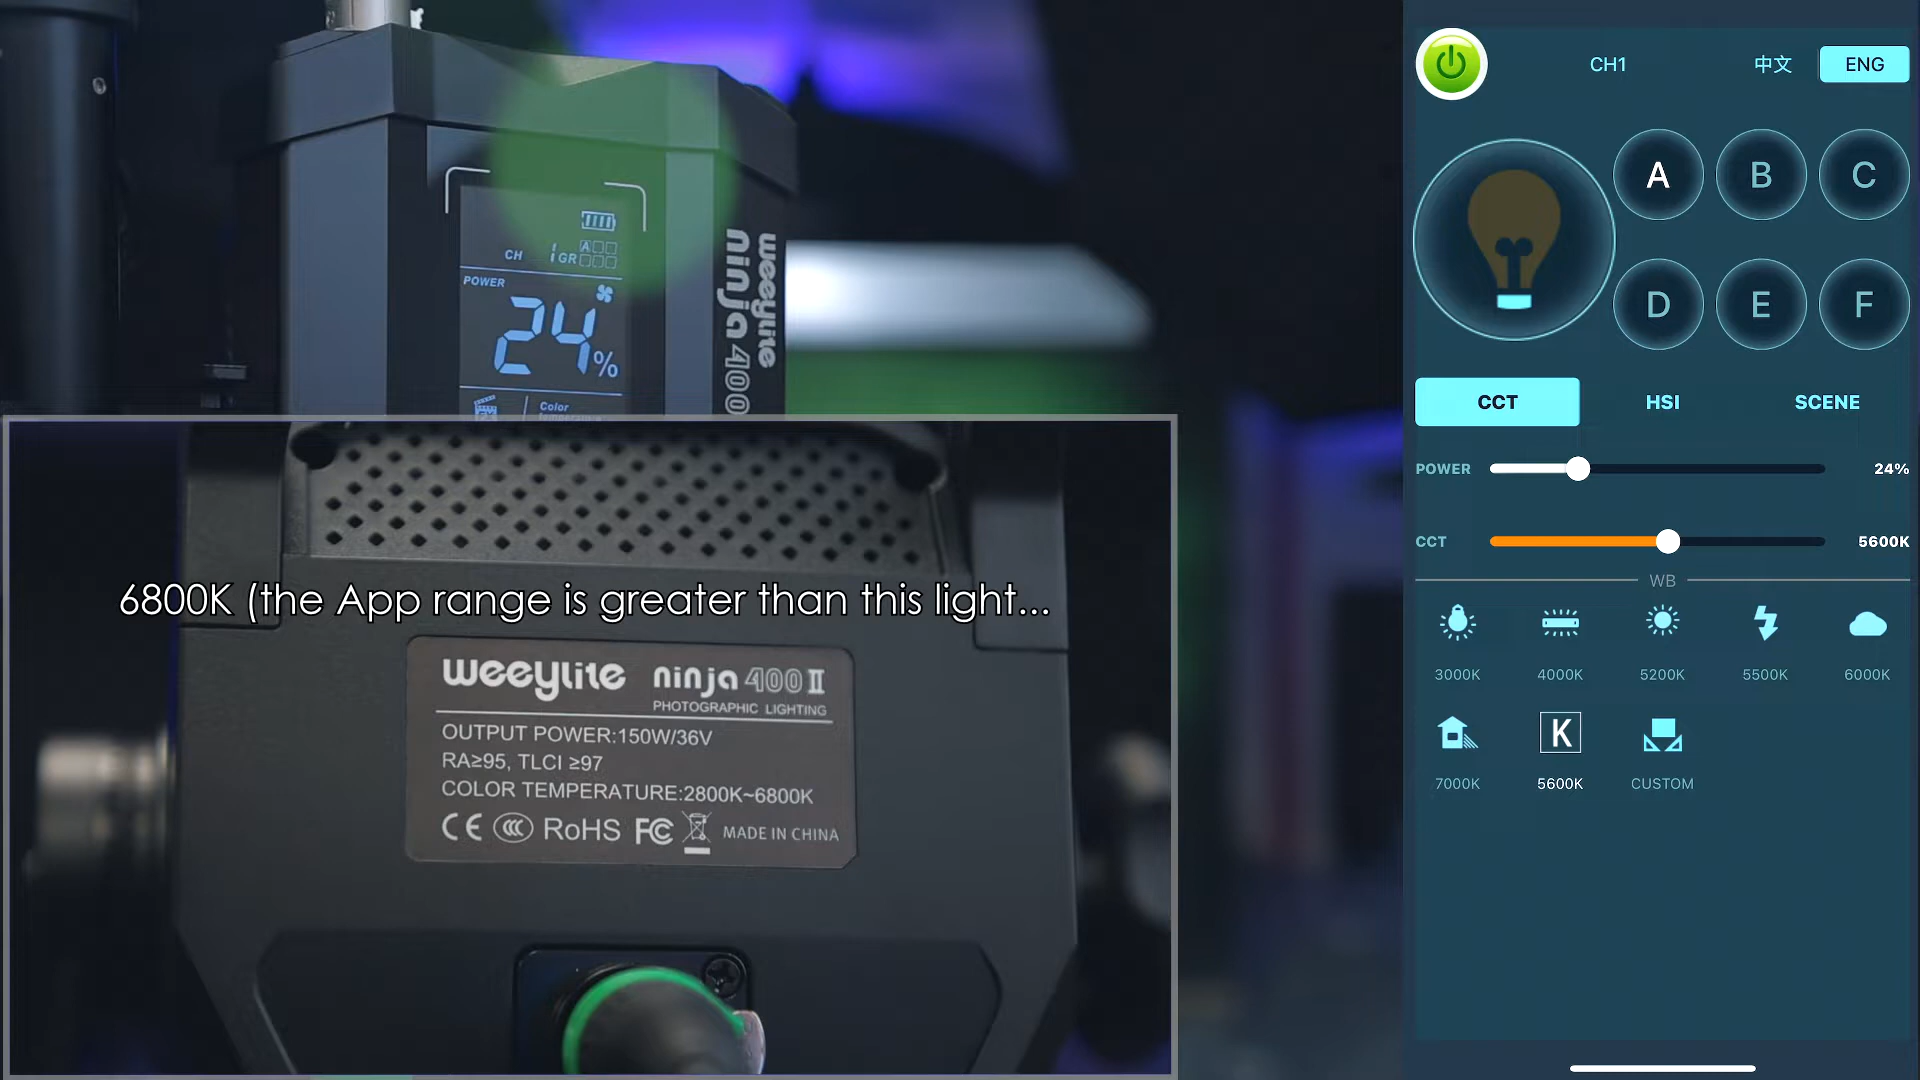 CH 1 GR A
POWER
24%
Color
weeylite
ninja 400
6800K (the App range is greater than this light...
weeylite ninja 400 II
PHOTOGRAPHIC LIGHTING
OUTPUT POWER:150W/36V
RA≥95, TLCI ≥97
COLOR TEMPERATURE:2800K~6800K
CE CCC RoHS FC MADE IN CHINA
CH1 中文 ENG
A B C
D E F
CCT HSI SCENE
POWER 24%
CCT 5600K
WB
3000K 4000K 5200K 5500K 6000K
K
7000K 5600K CUSTOM